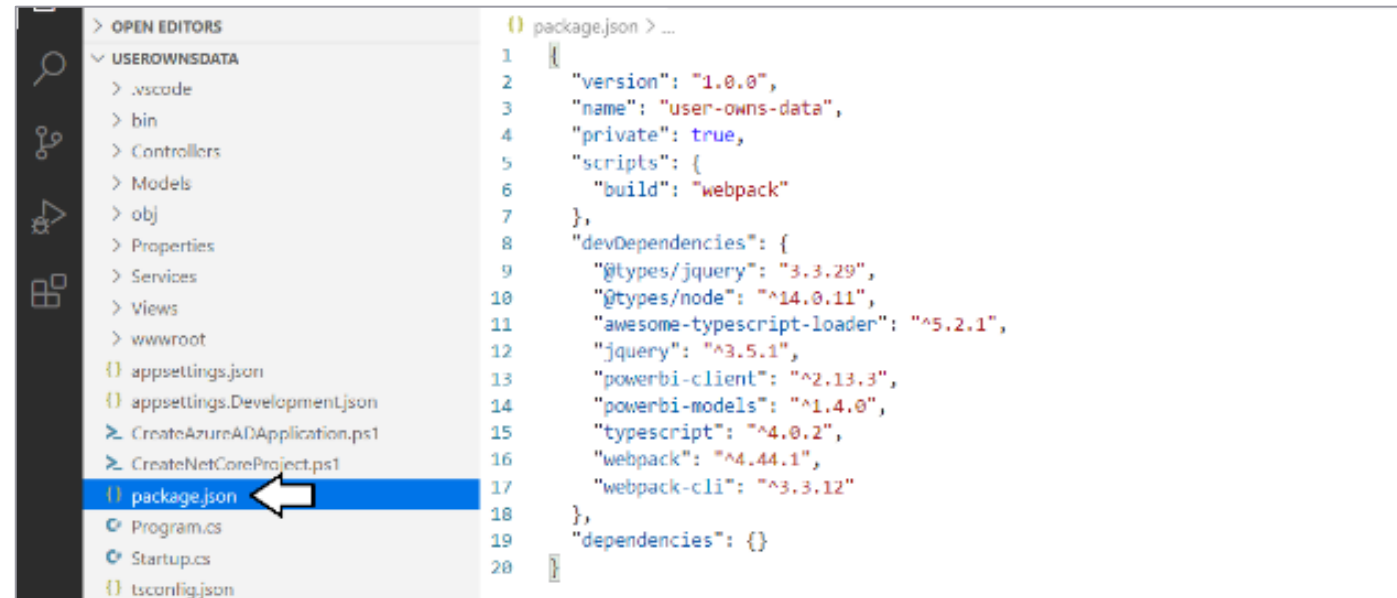 OPEN EDITORS
USEROWNSDATA
.vscode
bin
Controllers
Models
obj
Properties
Services
Views
wwwroot
{} appsettings.json
{} appsettings.Development.json
CreateAzureADApplication.ps1
CreateNetCoreProject.ps1
{} package.json
Program.cs
Startup.cs
{} tsconfig.json
{} package.json > ...
1 {
2 "version": "1.0.0",
3 "name": "user-owns-data",
4 "private": true,
5 "scripts": {
6 "build": "webpack"
7 },
8 "devDependencies": {
9 "@types/jquery": "3.3.29",
10 "@types/node": "^14.0.11",
11 "awesome-typescript-loader": "^5.2.1",
12 "jquery": "^3.5.1",
13 "powerbi-client": "^2.13.3",
14 "powerbi-models": "^1.4.0",
15 "typescript": "^4.0.2",
16 "webpack": "^4.44.1",
17 "webpack-cli": "^3.3.12"
18 },
19 "dependencies": {}
20 }